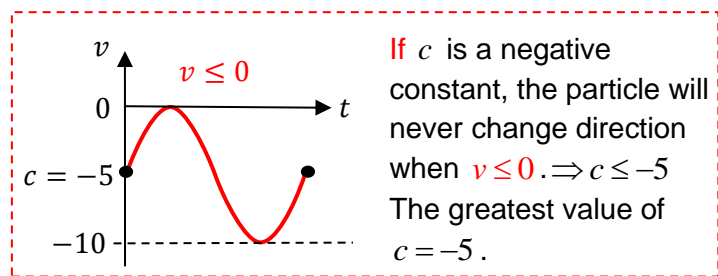 v
v ≤ 0
0
t
c = −5
−10
If c is a negative
constant, the particle will
never change direction
when v ≤ 0 . ⇒ c ≤ −5
The greatest value of
c = −5 .